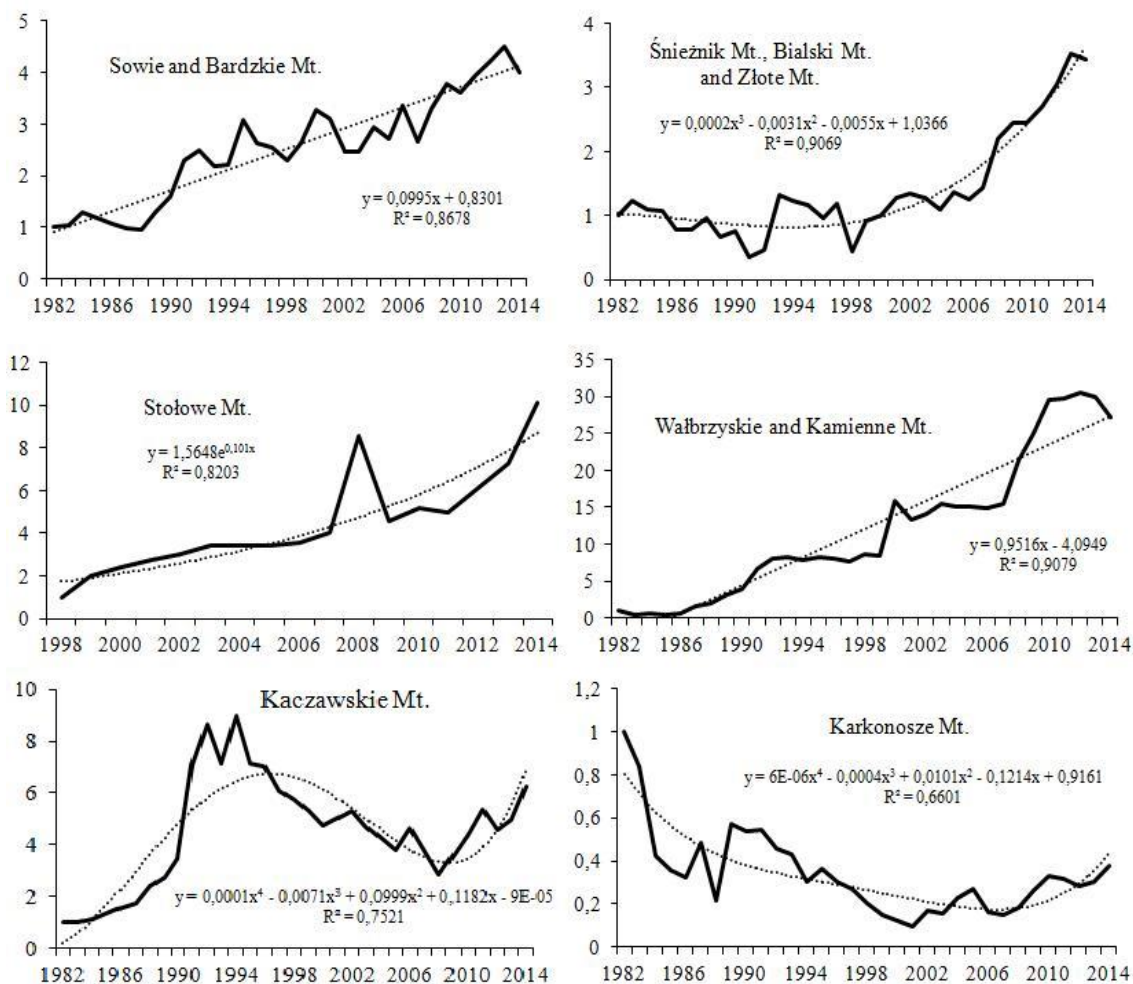 5
4
3
2
1
0
Sowie and Bardzkie Mt.
y = 0,0995x + 0,8301
R² = 0,8678
1982 1986 1990 1994 1998 2002 2006 2010 2014
4
3
2
1
0
Śnieżnik Mt., Bialski Mt.
and Złote Mt.
y = 0,0002x³ - 0,0031x² - 0,0055x + 1,0366
R² = 0,9069
1982 1986 1990 1994 1998 2002 2006 2010 2014
12
10
8
6
4
2
0
Stołowe Mt.
y = 1,5648e^0,101x
R² = 0,8203
1998 2000 2002 2004 2006 2008 2010 2012 2014
35
30
25
20
15
10
5
0
Wałbrzyskie and Kamienne Mt.
y = 0,9516x - 4,0949
R² = 0,9079
1982 1986 1990 1994 1998 2002 2006 2010 2014
10
8
6
4
2
0
Kaczawskie Mt.
y = 0,0001x⁴ - 0,0071x³ + 0,0999x² + 0,1182x - 9E-05
R² = 0,7521
1982 1986 1990 1994 1998 2002 2006 2010 2014
1,2
1
0,8
0,6
0,4
0,2
0
Karkonosze Mt.
y = 6E-06x⁴ - 0,0004x³ + 0,0101x² - 0,1214x + 0,9161
R² = 0,6601
1982 1986 1990 1994 1998 2002 2006 2010 2014